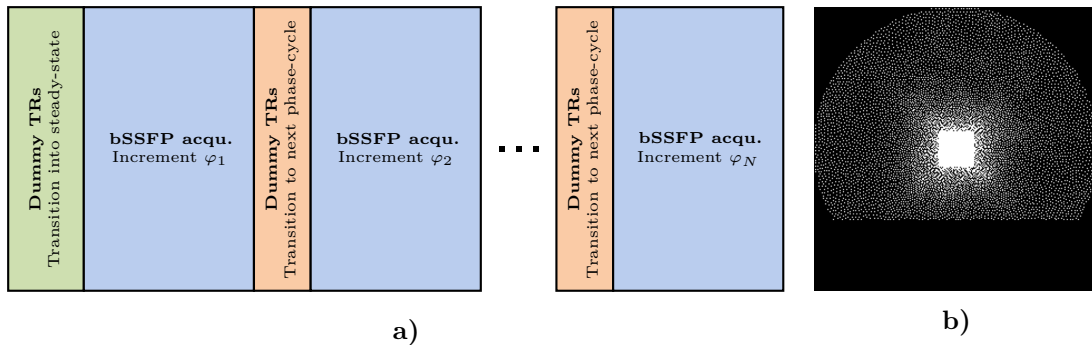 Dummy TRs
Transition into steady-state
bSSFP acqu.
Increment φ₁
Dummy TRs
Transition to next phase-cycle
bSSFP acqu.
Increment φ₂
...
Dummy TRs
Transition to next phase-cycle
bSSFP acqu.
Increment φ_N
a)
b)